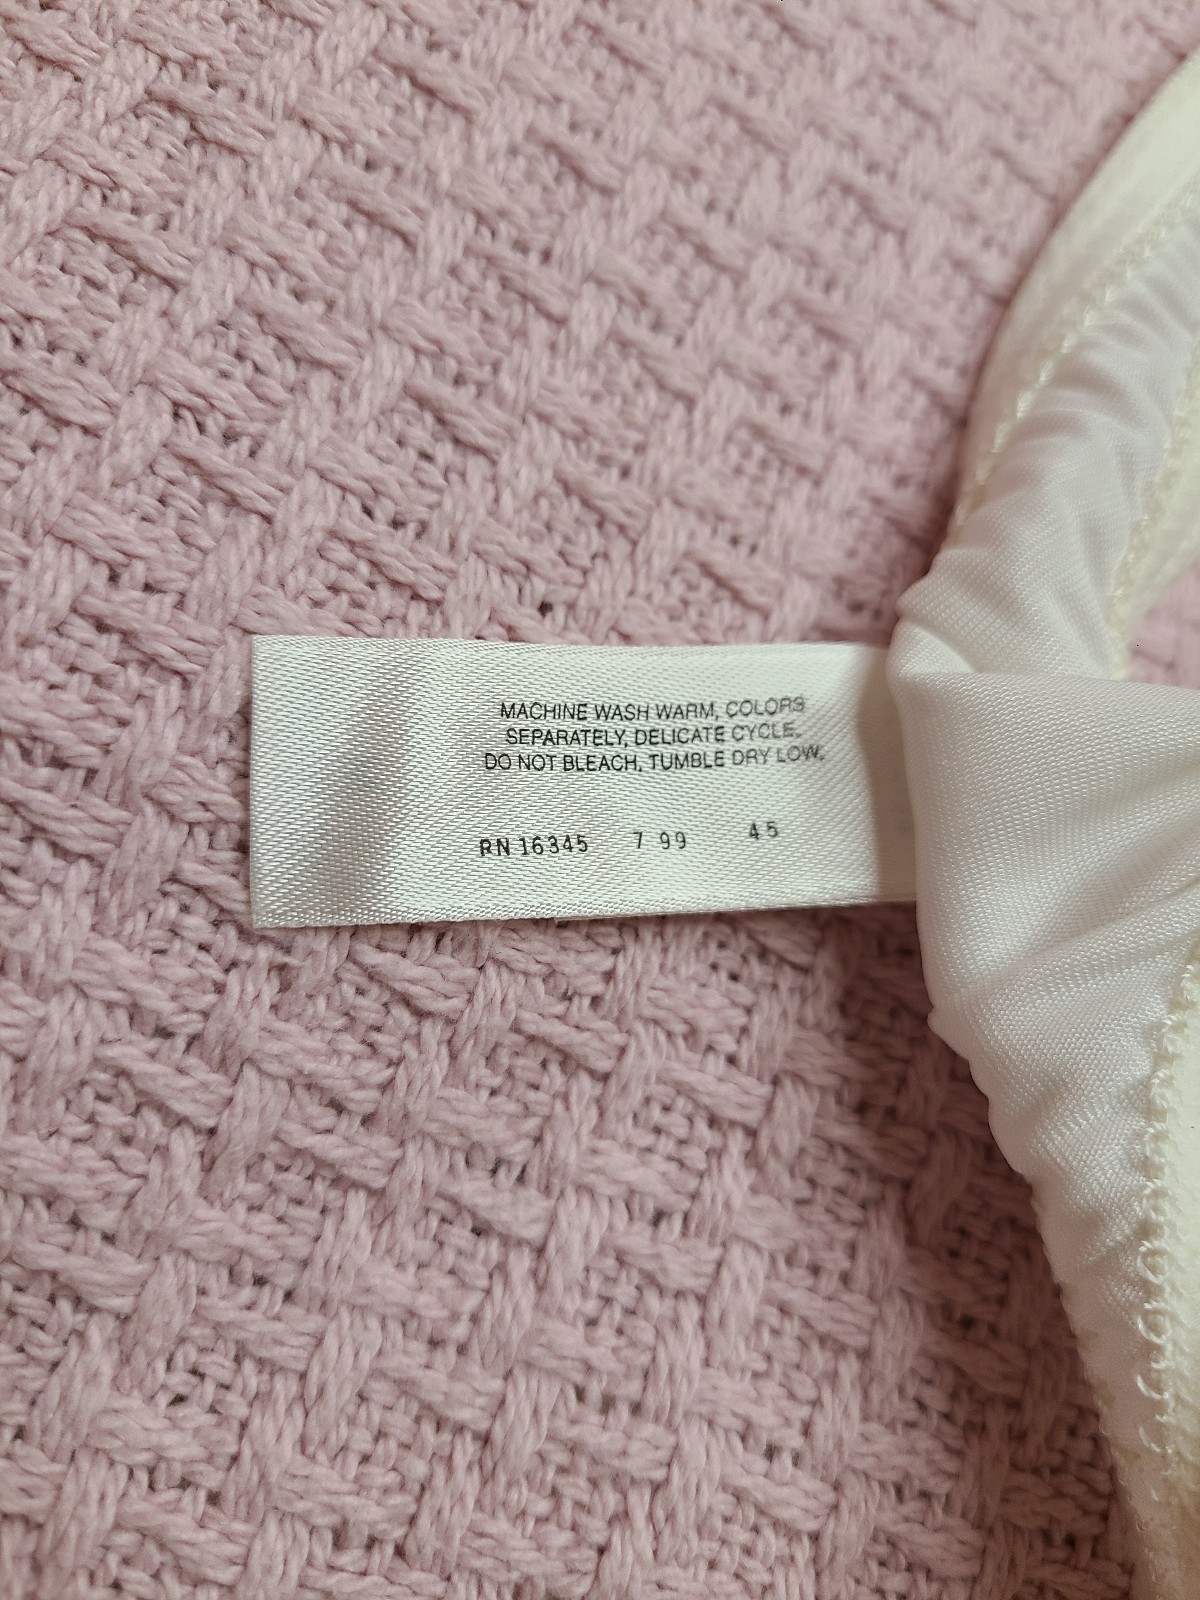 MACHINE WASH WARM, COLORS
SEPARATELY, DELICATE CYCLE.
DO NOT BLEACH, TUMBLE DRY LOW.
RN 16345 7 99 45